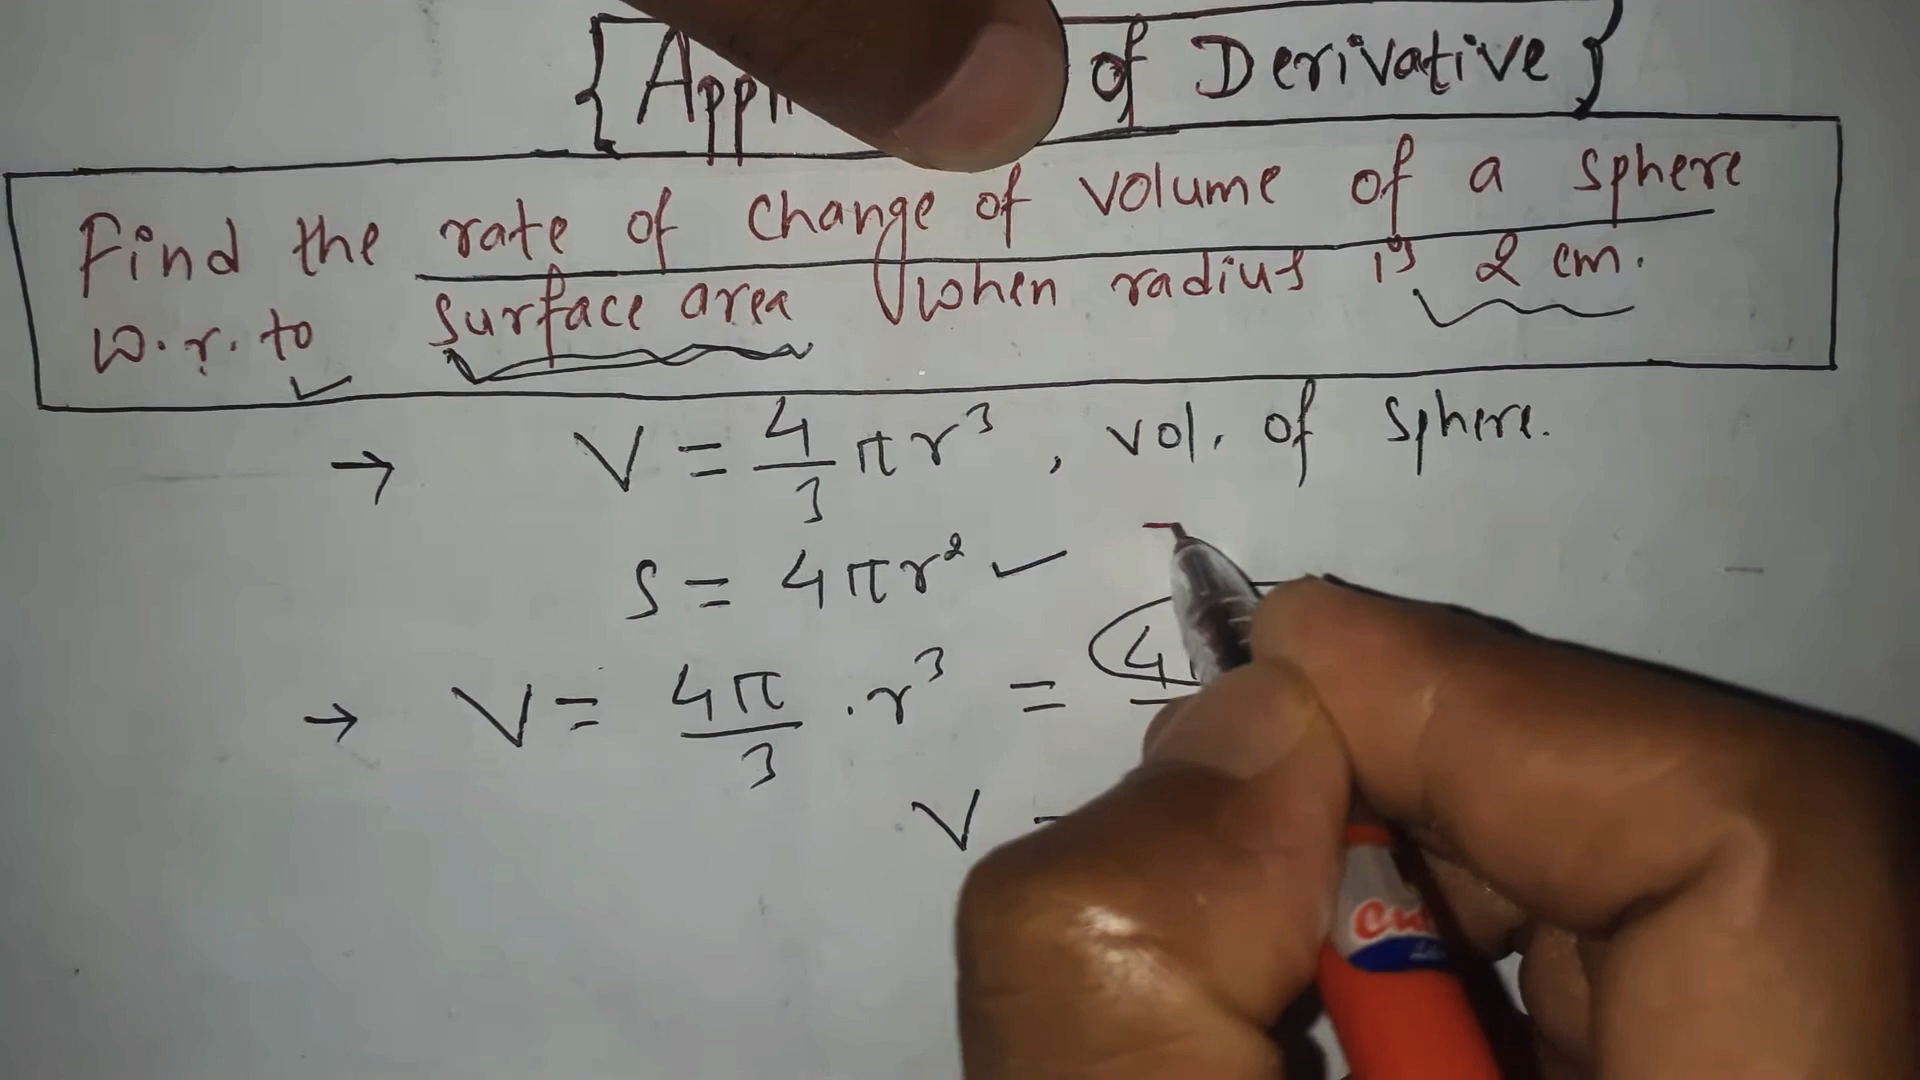 { of Derivative }
Find the rate of change of volume of a sphere
w.r.to surface area when radius is 2 cm.
→ V = 4/3 πr³, vol. of sphere.
S = 4πr² ✓
→ V = 4π/3 . r³ = 4
V =